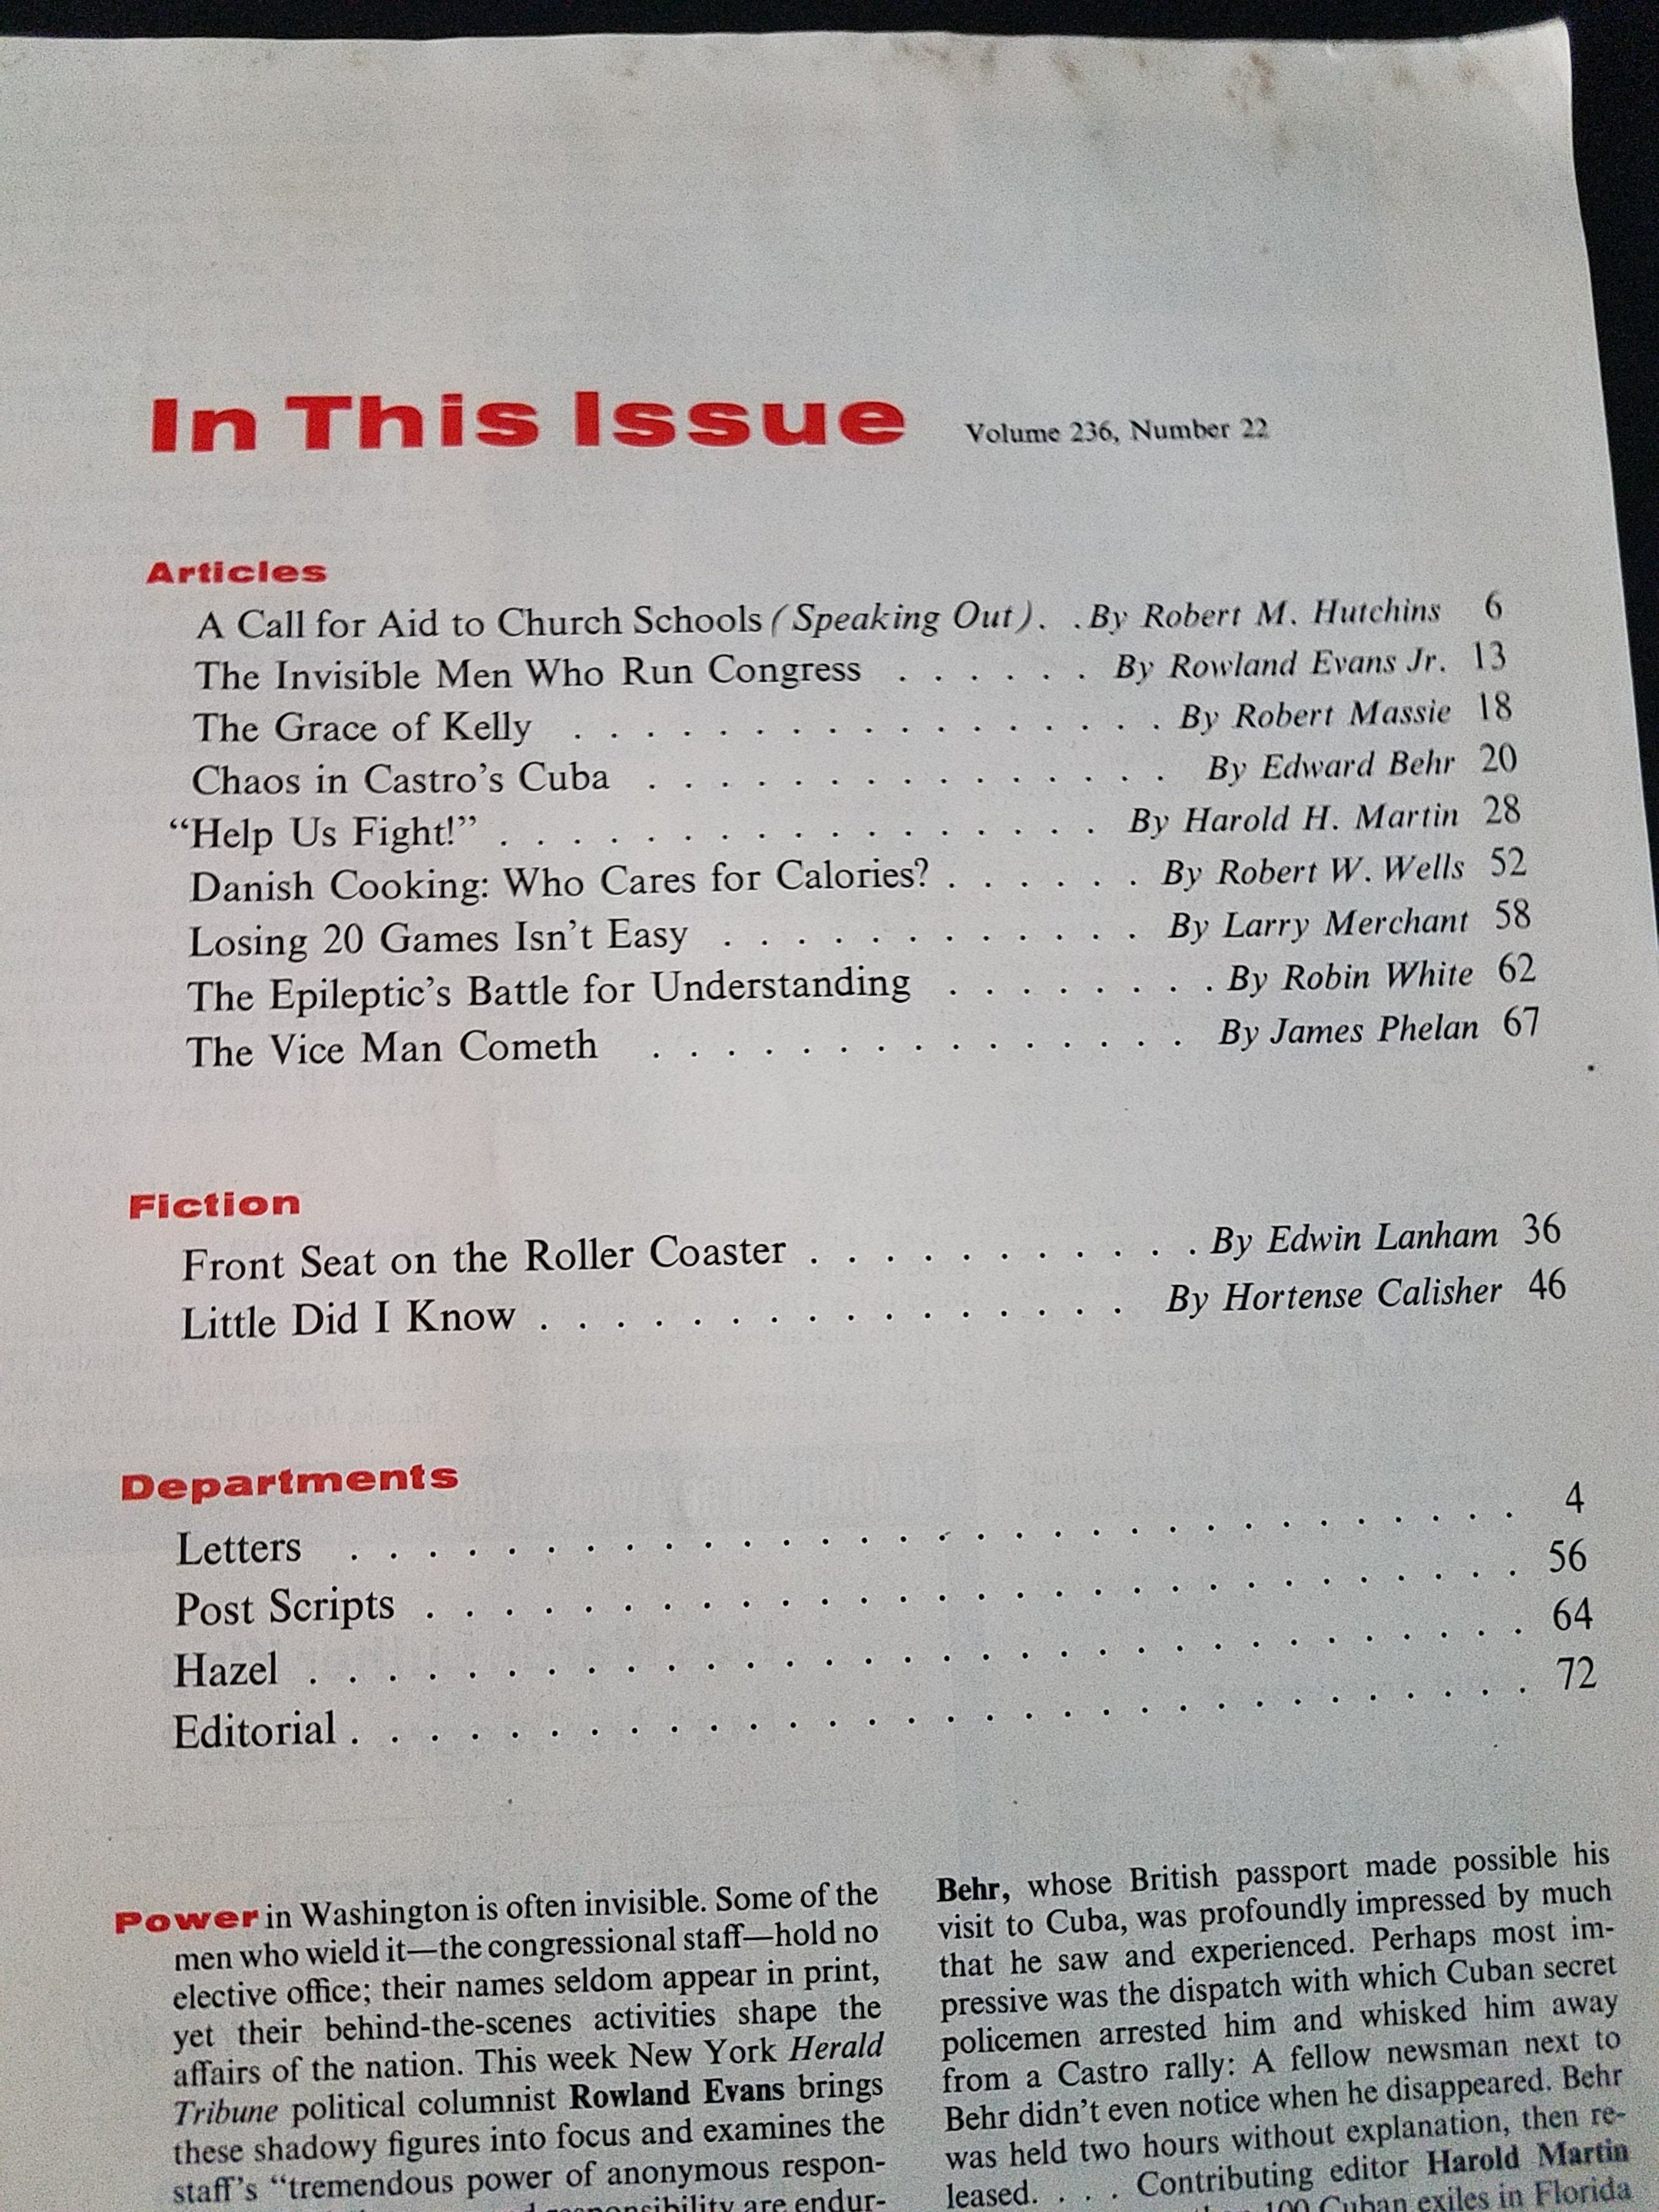 In This Issue Volume 236, Number 22
Articles
A Call for Aid to Church Schools (Speaking Out). . By Robert M. Hutchins 6
The Invisible Men Who Run Congress . . . . . . By Rowland Evans Jr. 13
The Grace of Kelly . . . . . . . . . . . . . . . . . By Robert Massie 18
Chaos in Castro's Cuba . . . . . . . . . . . . . . . By Edward Behr 20
“Help Us Fight!” . . . . . . . . . . . . . . . . . By Harold H. Martin 28
Danish Cooking: Who Cares for Calories? . . . . . . By Robert W. Wells 52
Losing 20 Games Isn't Easy . . . . . . . . . . . . By Larry Merchant 58
The Epileptic's Battle for Understanding . . . . . . . . By Robin White 62
The Vice Man Cometh . . . . . . . . . . . . . . . By James Phelan 67
Fiction
Front Seat on the Roller Coaster . . . . . . . . . . . By Edwin Lanham 36
Little Did I Know . . . . . . . . . . . . . . . . By Hortense Calisher 46
Departments
Letters . . . . . . . . . . . . . . . . . . . . . . . . . . . . . . 4
Post Scripts . . . . . . . . . . . . . . . . . . . . . . . . . . . . 56
Hazel . . . . . . . . . . . . . . . . . . . . . . . . . . . . . . . 64
Editorial . . . . . . . . . . . . . . . . . . . . . . . . . . . . . . 72
Power in Washington is often invisible. Some of the
men who wield it—the congressional staff—hold no
elective office; their names seldom appear in print,
yet their behind-the-scenes activities shape the
affairs of the nation. This week New York Herald
Tribune political columnist Rowland Evans brings
these shadowy figures into focus and examines the
staff's “tremendous power of anonymous respon-
are endur-
Behr, whose British passport made possible his
visit to Cuba, was profoundly impressed by much
that he saw and experienced. Perhaps most im-
pressive was the dispatch with which Cuban secret
policemen arrested him and whisked him away
from a Castro rally: A fellow newsman next to
Behr didn't even notice when he disappeared. Behr
was held two hours without explanation, then re-
leased. . . . Contributing editor Harold Martin
100 Cuban exiles in Florida